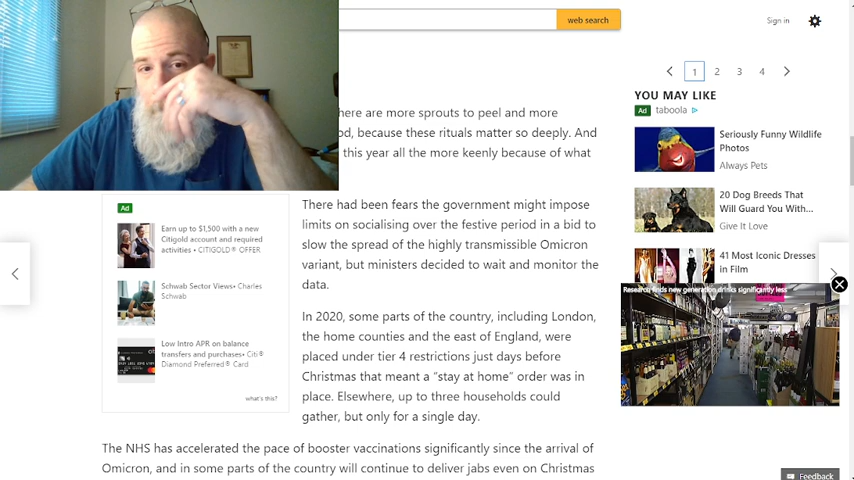 web search
Sign in
1 2 3 4
YOU MAY LIKE
Ad taboola
Seriously Funny Wildlife
Photos
Always Pets
20 Dog Breeds That
Will Guard You With...
Give It Love
41 Most Iconic Dresses
in Film
Research finds new generation drinks significantly less
here are more sprouts to peel and more
od, because these rituals matter so deeply. And
this year all the more keenly because of what
Ad
Earn up to $1,500 with a new
Citigold account and required
activities • CITIGOLD® OFFER
Schwab Sector Views• Charles
Schwab
Low Intro APR on balance
transfers and purchases• Citi®
Diamond Preferred® Card
what's this?
There had been fears the government might impose
limits on socialising over the festive period in a bid to
slow the spread of the highly transmissible Omicron
variant, but ministers decided to wait and monitor the
data.
In 2020, some parts of the country, including London,
the home counties and the east of England, were
placed under tier 4 restrictions just days before
Christmas that meant a “stay at home” order was in
place. Elsewhere, up to three households could
gather, but only for a single day.
The NHS has accelerated the pace of booster vaccinations significantly since the arrival of
Omicron, and in some parts of the country will continue to deliver jabs even on Christmas
Feedback